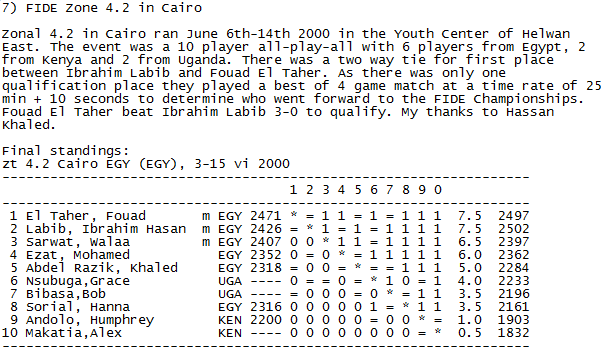 7) FIDE Zone 4.2 in Cairo
Zonal 4.2 in Cairo ran June 6th-14th 2000 in the Youth Center of Helwan
East. The event was a 10 player all-play-all with 6 players from Egypt, 2
from Kenya and 2 from Uganda. There was a two way tie for first place
between Ibrahim Labib and Fouad El Taher. As there was only one
qualification place they played a best of 4 game match at a time rate of 25
min + 10 seconds to determine who went forward to the FIDE Championships.
Fouad El Taher beat Ibrahim Labib 3-0 to qualify. My thanks to Hassan
Khaled.
Final standings:
zt 4.2 Cairo EGY (EGY), 3-15 vi 2000
------------------------------------------------------------------
1 2 3 4 5 6 7 8 9 0
------------------------------------------------------------------
1 El Taher, Fouad m EGY 2471 * = 1 1 = 1 = 1 1 1 7.5 2497
2 Labib, Ibrahim Hasan m EGY 2426 = * 1 1 = 1 = 1 1 1 7.5 2502
3 Sarwat, Walaa m EGY 2407 0 0 * 1 1 = 1 1 1 1 6.5 2397
4 Ezat, Mohamed EGY 2352 0 = 0 * = 1 1 1 1 1 6.0 2362
5 Abdel Razik, Khaled EGY 2318 = 0 0 = * = = 1 1 1 5.0 2284
6 Nsubuga,Grace UGA ---- 0 = = 0 = * 1 0 = 1 4.0 2233
7 Bibasa,Bob UGA ---- = 0 0 0 = 0 * = 1 1 3.5 2196
8 Sorial, Hanna EGY 2316 0 0 0 0 0 1 = * 1 1 3.5 2161
9 Andolo, Humphrey KEN 2200 0 0 0 0 0 = 0 0 * = 1.0 1903
10 Makatia,Alex KEN ---- 0 0 0 0 0 0 0 0 = * 0.5 1832
------------------------------------------------------------------